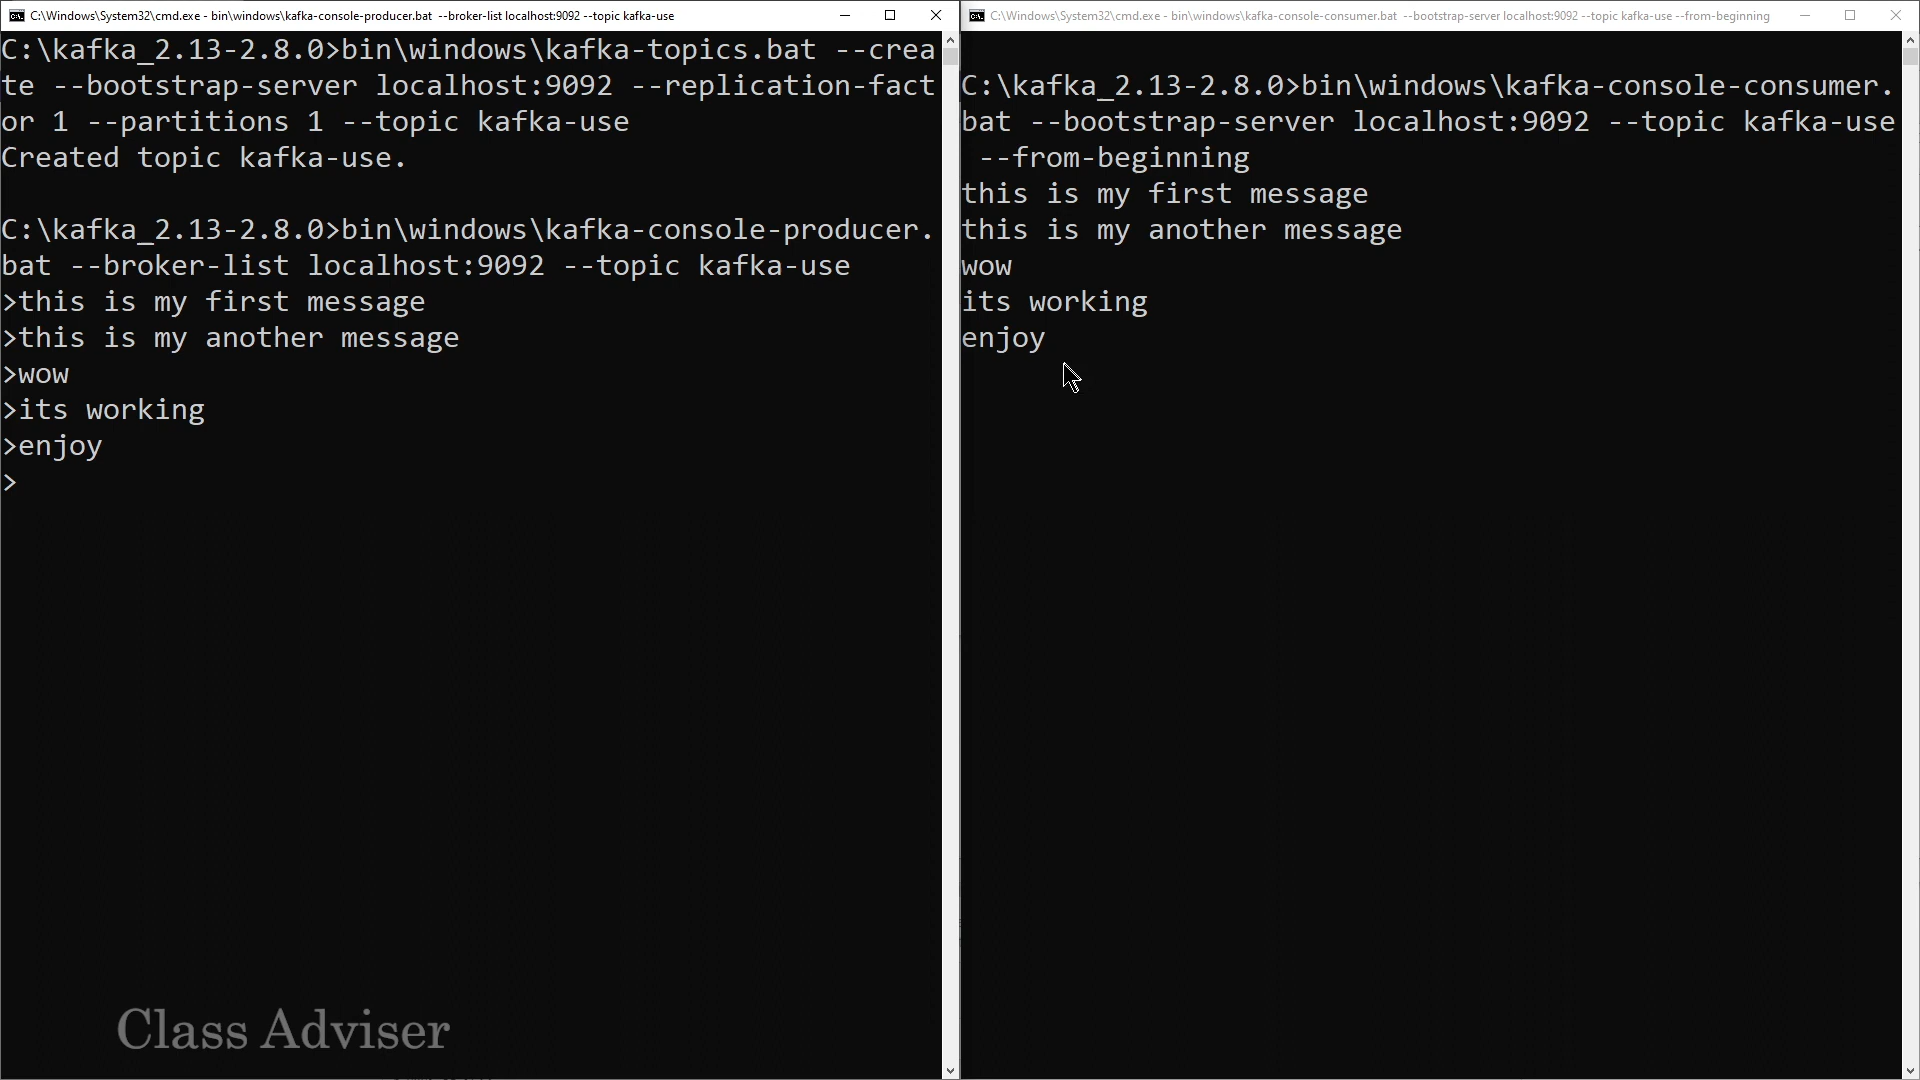 C:\Windows\System32\cmd.exe - bin\windows\kafka-console-producer.bat --broker-list localhost:9092 --topic kafka-use
C:\kafka_2.13-2.8.0>bin\windows\kafka-topics.bat --crea
te --bootstrap-server localhost:9092 --replication-fact
or 1 --partitions 1 --topic kafka-use
Created topic kafka-use.
C:\kafka_2.13-2.8.0>bin\windows\kafka-console-producer.
bat --broker-list localhost:9092 --topic kafka-use
>this is my first message
>this is my another message
>wow
>its working
>enjoy
>
Class Adviser
C:\Windows\System32\cmd.exe - bin\windows\kafka-console-consumer.bat --bootstrap-server localhost:9092 --topic kafka-use --from-beginning
C:\kafka_2.13-2.8.0>bin\windows\kafka-console-consumer.
bat --bootstrap-server localhost:9092 --topic kafka-use
 --from-beginning
this is my first message
this is my another message
wow
its working
enjoy